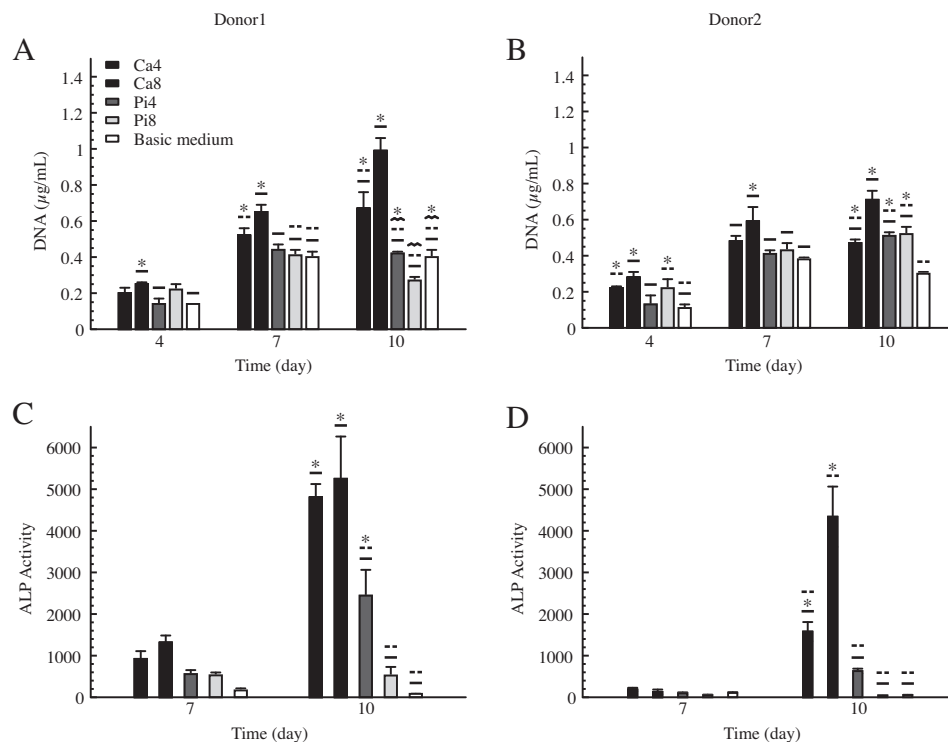 Donor1
Donor2
A
DNA (µg/mL)
1.4
1.2
1
0.8
0.6
0.4
0.2
0
Ca4
Ca8
Pi4
Pi8
Basic medium
* * * * * * *
4
7
10
Time (day)
B
DNA (µg/mL)
1.4
1.2
1
0.8
0.6
0.4
0.2
0
* * * * * * * *
4
7
10
Time (day)
C
ALP Activity
6000
5000
4000
3000
2000
1000
0
* * *
7
10
Time (day)
D
ALP Activity
6000
5000
4000
3000
2000
1000
0
* *
7
10
Time (day)